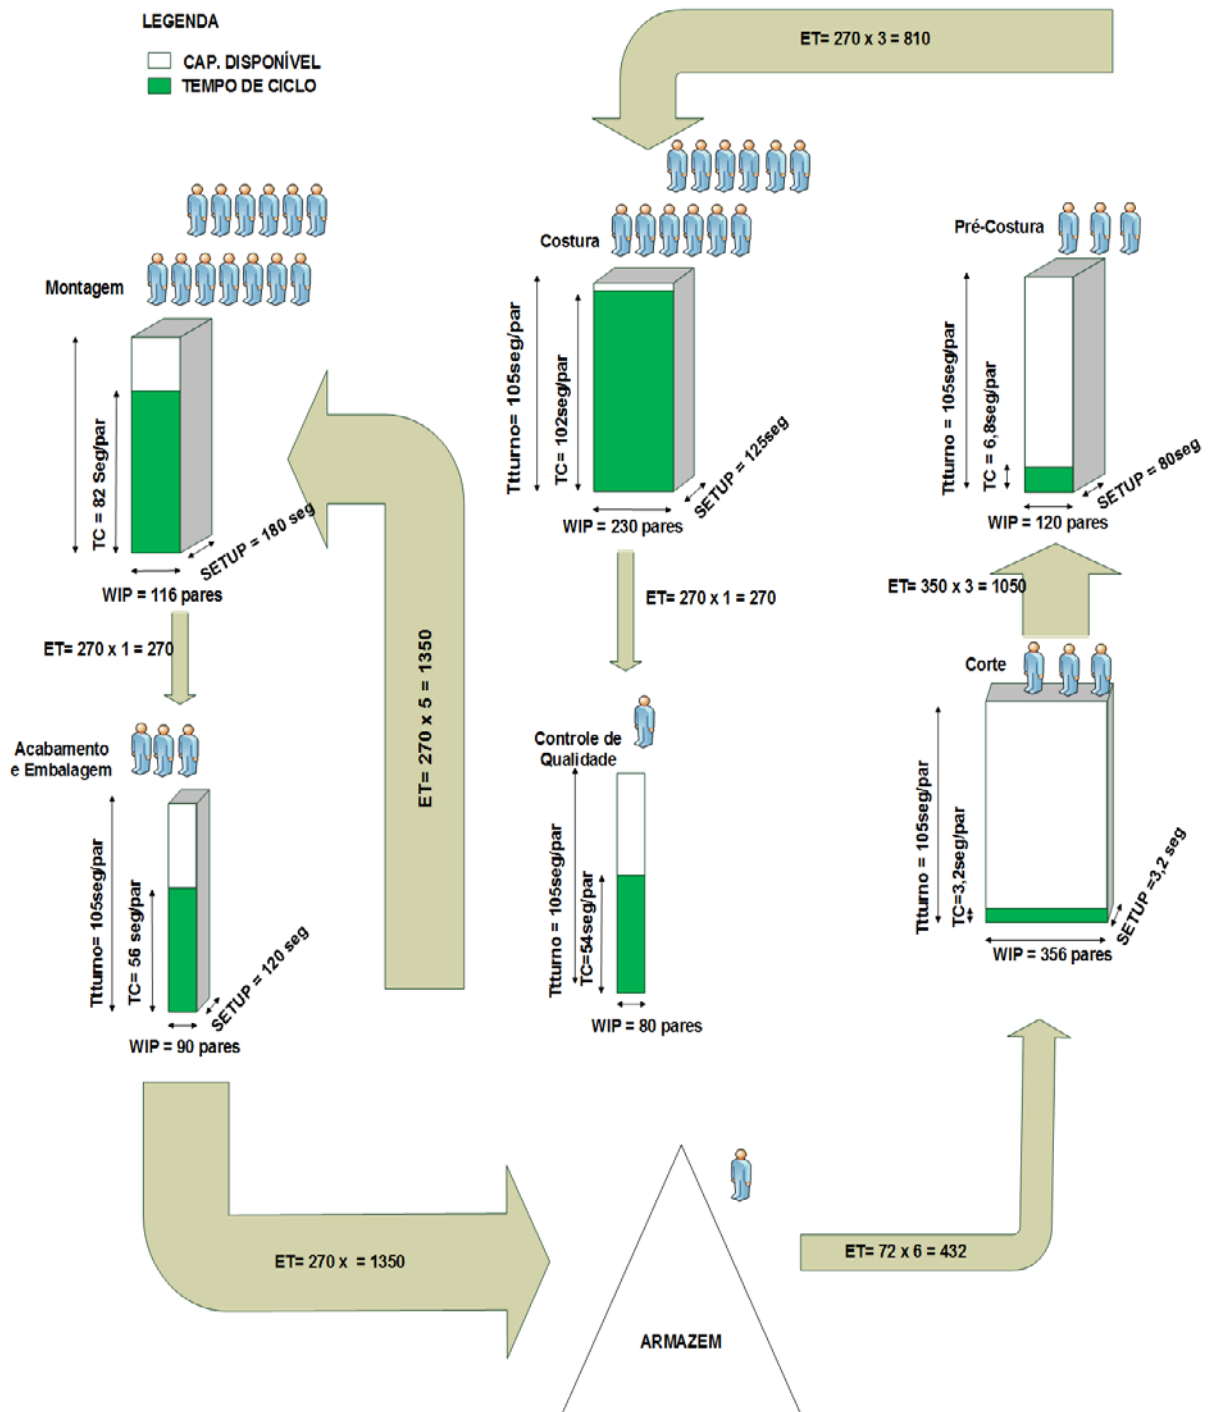 LEGENDA
CAP. DISPONÍVEL
TEMPO DE CICLO
ET= 270 x 3 = 810
Montagem
TC = 82 Seg/par
SETUP = 180 seg
WIP = 116 pares
ET= 270 x 1 = 270
Costura
Ttturno= 105seg/par
TC = 102seg/par
SETUP = 125seg
WIP = 230 pares
ET= 270 x 1 = 270
Pré-Costura
Ttturno = 105seg/par
TC = 6,8seg/par
SETUP = 80seg
WIP = 120 pares
ET= 350 x 3 = 1050
ET= 270 x 5 = 1350
Acabamento
e Embalagem
Ttturno= 105seg/par
TC= 56 seg/par
SETUP = 120 seg
WIP = 90 pares
Controle de
Qualidade
Ttturno = 105seg/par
TC=54seg/par
WIP = 80 pares
Corte
Ttturno = 105seg/par
TC=3,2seg/par
SETUP =3,2 seg
WIP = 356 pares
ET= 270 x  = 1350
ET= 72 x 6 = 432
ARMAZEM